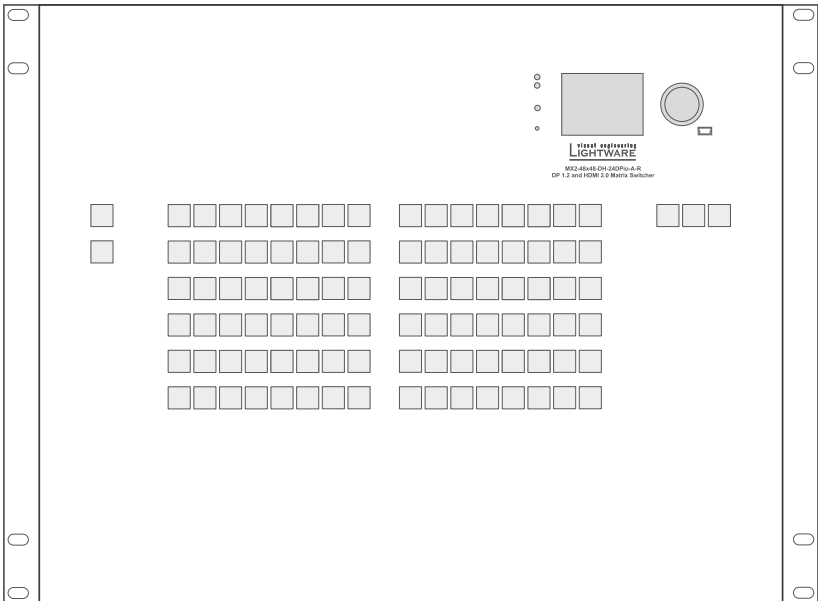 visual engineering
LIGHTWARE
MX2-48x48-DH-24DPio-A-R
DP 1.2 and HDMI 2.0 Matrix Switcher